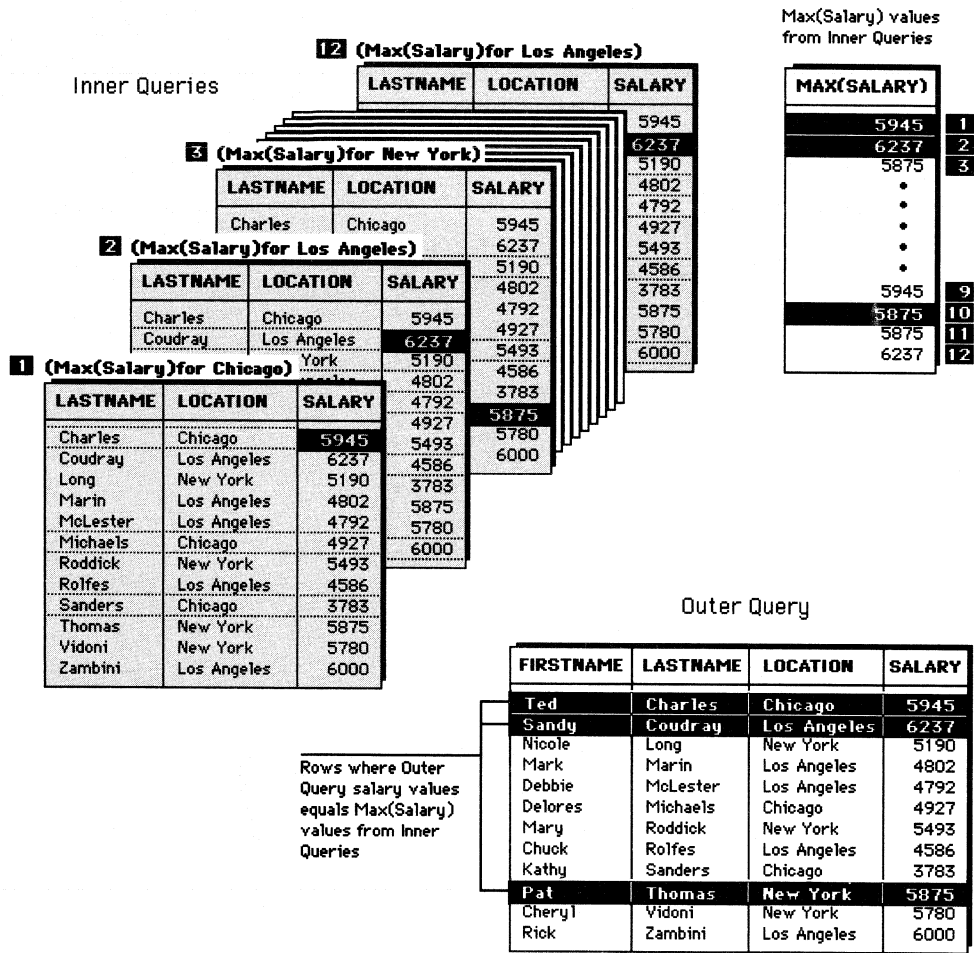 Max(Salary) values
from Inner Queries
12 (Max(Salary)for Los Angeles)
Inner Queries
LASTNAME LOCATION SALARY
5945
6237
5190
4802
4792
4927
5493
4586
3783
5875
5780
6000
MAX(SALARY)
5945 1
6237 2
5875 3
•
•
•
•
•
5945 9
5875 10
5875 11
6237 12
3 (Max(Salary)for New York)
LASTNAME LOCATION SALARY
Charles Chicago 5945
6237
5190
4802
4792
4927
5493
4586
3783
5875
5780
6000
2 (Max(Salary)for Los Angeles)
LASTNAME LOCATION SALARY
Charles Chicago 5945
Coudray Los Angeles 6237
York 5190
4802
4792
4927
5493
4586
3783
5875
5780
6000
1 (Max(Salary)for Chicago)
LASTNAME LOCATION SALARY
Charles Chicago 5945
Coudray Los Angeles 6237
Long New York 5190
Marin Los Angeles 4802
McLester Los Angeles 4792
Michaels Chicago 4927
Roddick New York 5493
Rolfes Los Angeles 4586
Sanders Chicago 3783
Thomas New York 5875
Vidoni New York 5780
Zambini Los Angeles 6000
Outer Query
FIRSTNAME LASTNAME LOCATION SALARY
Ted Charles Chicago 5945
Sandy Coudray Los Angeles 6237
Nicole Long New York 5190
Mark Marin Los Angeles 4802
Debbie McLester Los Angeles 4792
Delores Michaels Chicago 4927
Mary Roddick New York 5493
Chuck Rolfes Los Angeles 4586
Kathy Sanders Chicago 3783
Pat Thomas New York 5875
Cheryl Vidoni New York 5780
Rick Zambini Los Angeles 6000
Rows where Outer
Query salary values
equals Max(Salary)
values from Inner
Queries